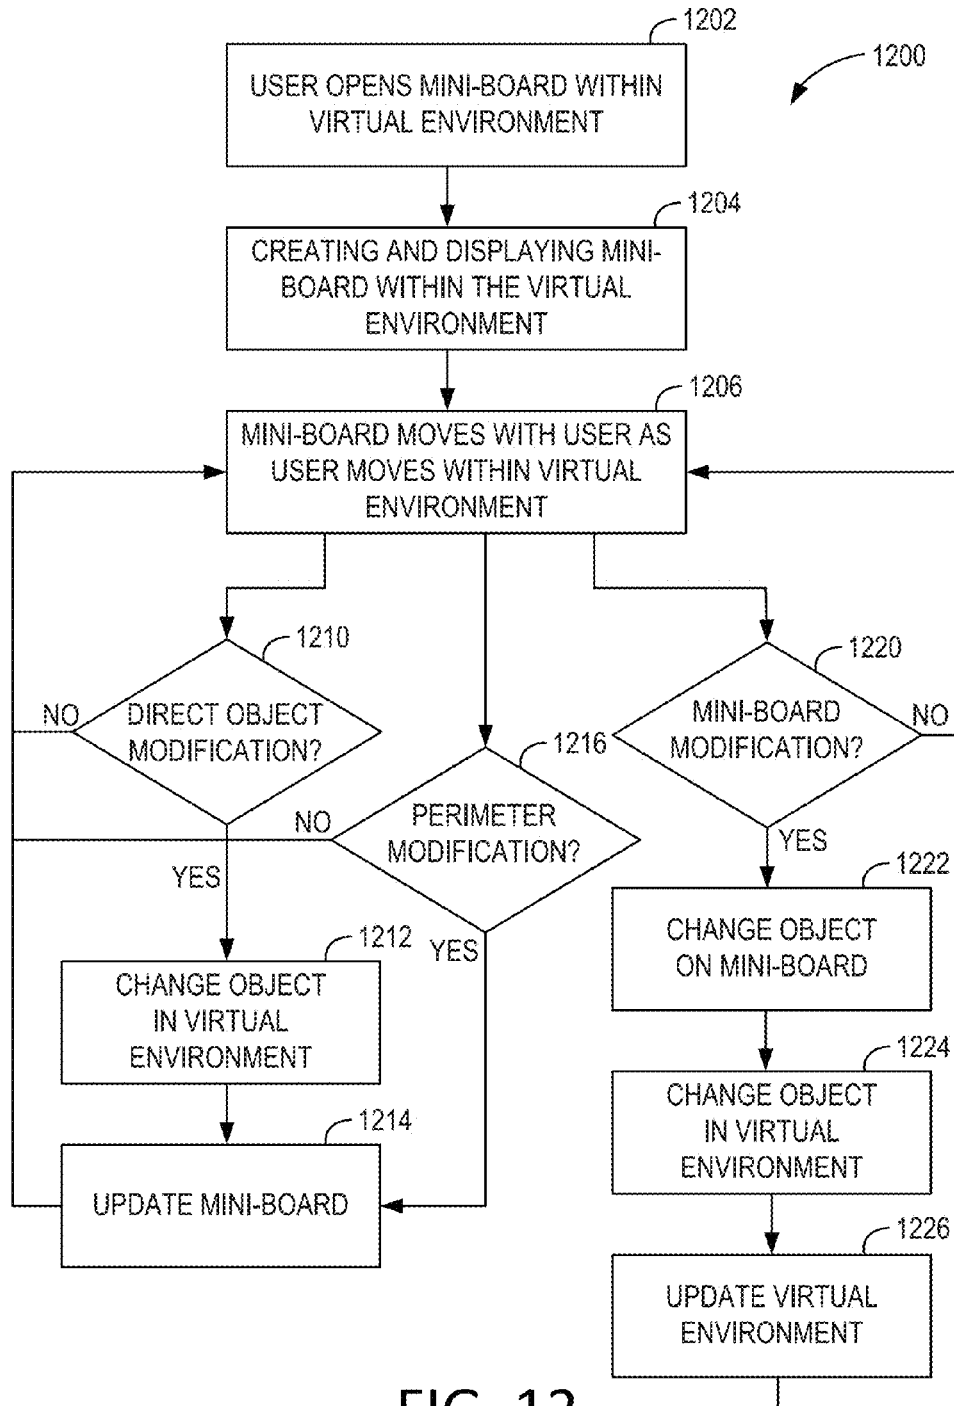 1202
1200
USER OPENS MINI-BOARD WITHIN
VIRTUAL ENVIRONMENT
1204
CREATING AND DISPLAYING MINI-
BOARD WITHIN THE VIRTUAL
ENVIRONMENT
1206
MINI-BOARD MOVES WITH USER AS
USER MOVES WITHIN VIRTUAL
ENVIRONMENT
1210
NO
DIRECT OBJECT
MODIFICATION?
YES
1216
NO
PERIMETER
MODIFICATION?
YES
1220
MINI-BOARD
MODIFICATION?
NO
YES
1212
CHANGE OBJECT
IN VIRTUAL
ENVIRONMENT
1214
UPDATE MINI-BOARD
1222
CHANGE OBJECT
ON MINI-BOARD
1224
CHANGE OBJECT
IN VIRTUAL
ENVIRONMENT
1226
UPDATE VIRTUAL
ENVIRONMENT
FIG. 12